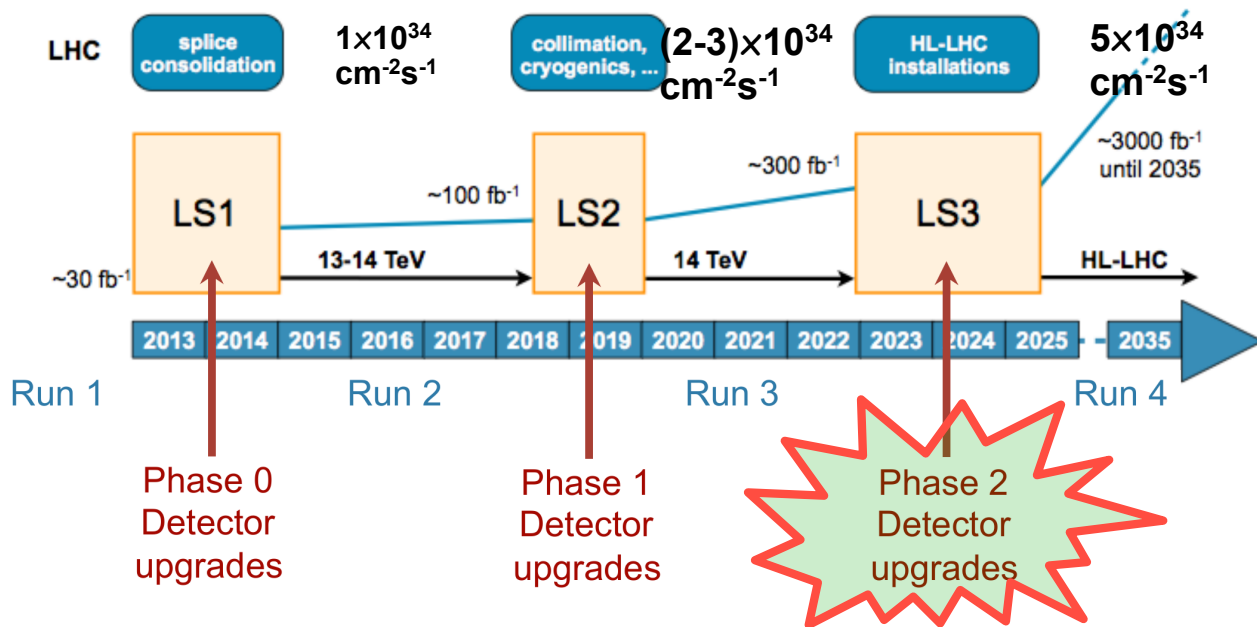 LHC
splice
consolidation
1×10³⁴
cm⁻²s⁻¹
collimation,
cryogenics, ...
(2-3)×10³⁴
cm⁻²s⁻¹
HL-LHC
installations
5×10³⁴
cm⁻²s⁻¹
~30 fb⁻¹
LS1
~100 fb⁻¹
13-14 TeV
LS2
~300 fb⁻¹
14 TeV
LS3
~3000 fb⁻¹
until 2035
HL-LHC
2013 2014 2015 2016 2017 2018 2019 2020 2021 2022 2023 2024 2025 2035
Run 1 Run 2 Run 3 Run 4
Phase 0
Detector
upgrades
Phase 1
Detector
upgrades
Phase 2
Detector
upgrades